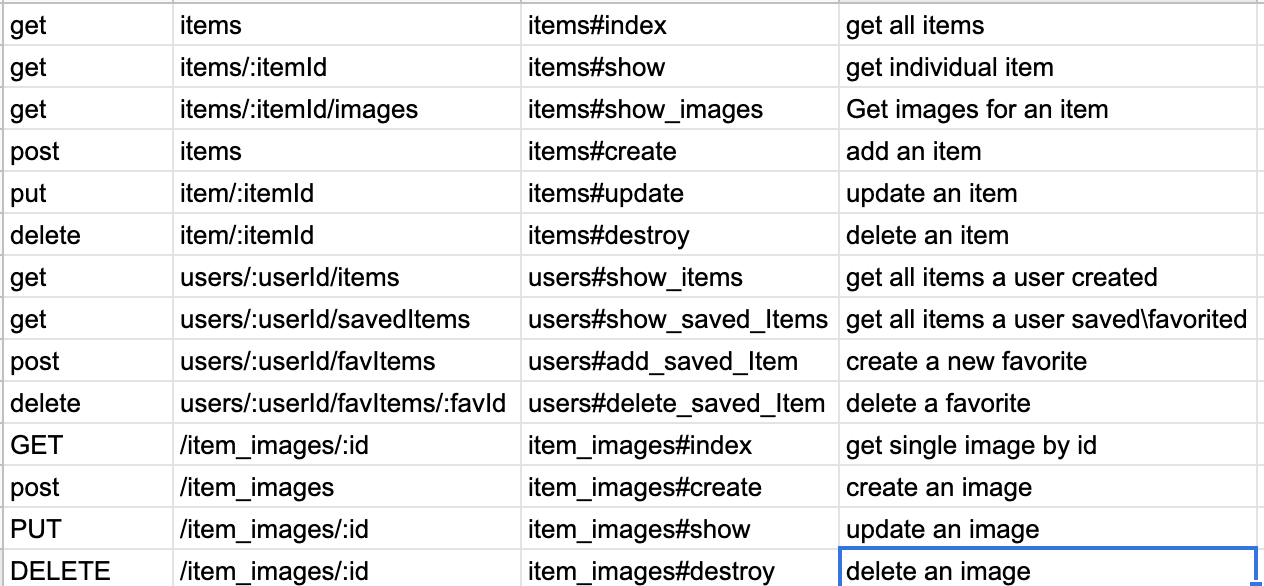 get items items#index get all items
get items/:itemId items#show get individual item
get items/:itemId/images items#show_images Get images for an item
post items items#create add an item
put item/:itemId items#update update an item
delete item/:itemId items#destroy delete an item
get users/:userId/items users#show_items get all items a user created
get users/:userId/savedItems users#show_saved_Items get all items a user saved\favorited
post users/:userId/favItems users#add_saved_Item create a new favorite
delete users/:userId/favItems/:favId users#delete_saved_Item delete a favorite
GET /item_images/:id item_images#index get single image by id
post /item_images item_images#create create an image
PUT /item_images/:id item_images#show update an image
DELETE /item_images/:id item_images#destroy delete an image